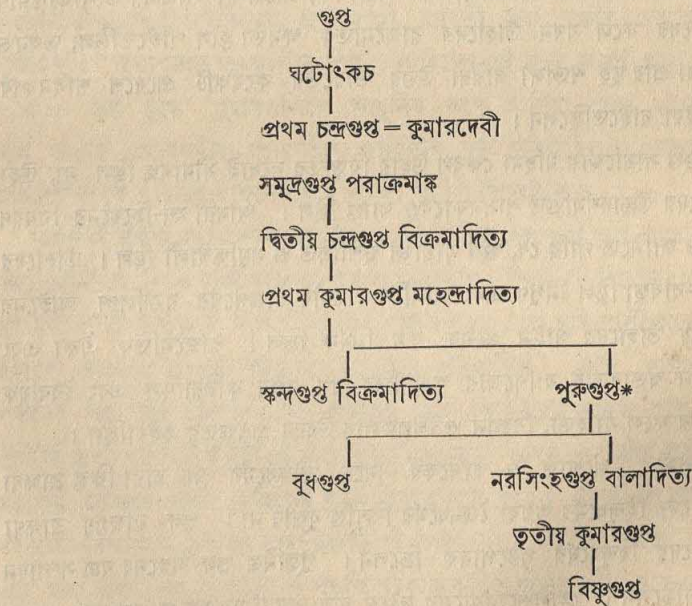 গুপ্ত
ঘটোৎকচ
প্রথম চন্দ্রগুপ্ত = কুমারদেবী
সমুদ্রগুপ্ত পরাক্রমাঙ্ক
দ্বিতীয় চন্দ্রগুপ্ত বিক্রমাদিত্য
প্রথম কুমারগুপ্ত মহেন্দ্রাদিত্য
স্কন্দগুপ্ত বিক্রমাদিত্য পুরুগুপ্ত*
বুধগুপ্ত নরসিংহগুপ্ত বালাদিত্য
তৃতীয় কুমারগুপ্ত
বিষ্ণুগুপ্ত